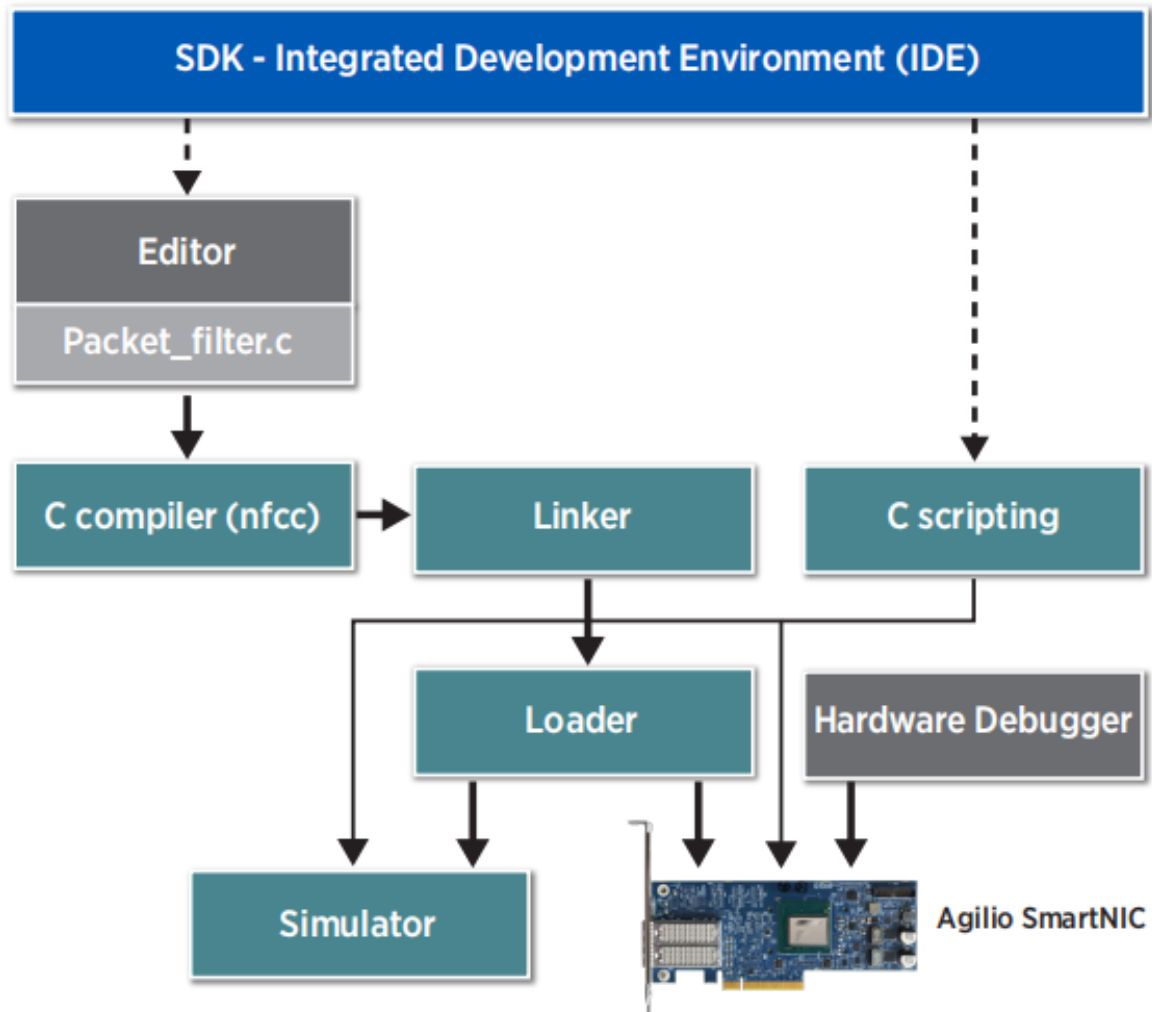 SDK - Integrated Development Environment (IDE)
Editor
Packet_filter.c
C compiler (nfcc)
Linker
C scripting
Loader
Hardware Debugger
Simulator
Agilio SmartNIC